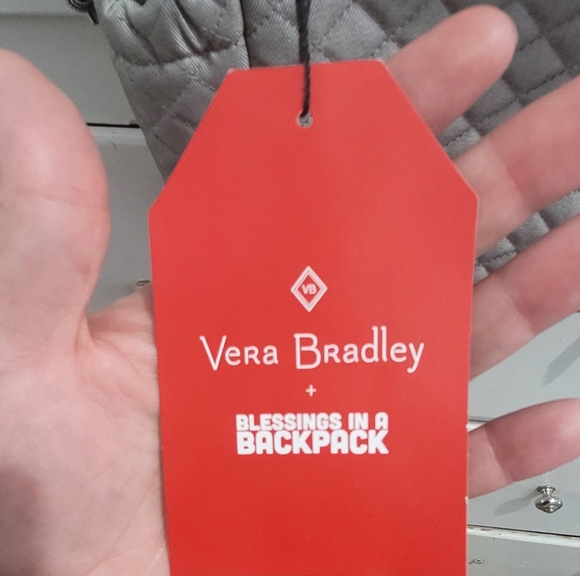 VB
Vera Bradley
+
BLESSINGS IN A
BACKPACK